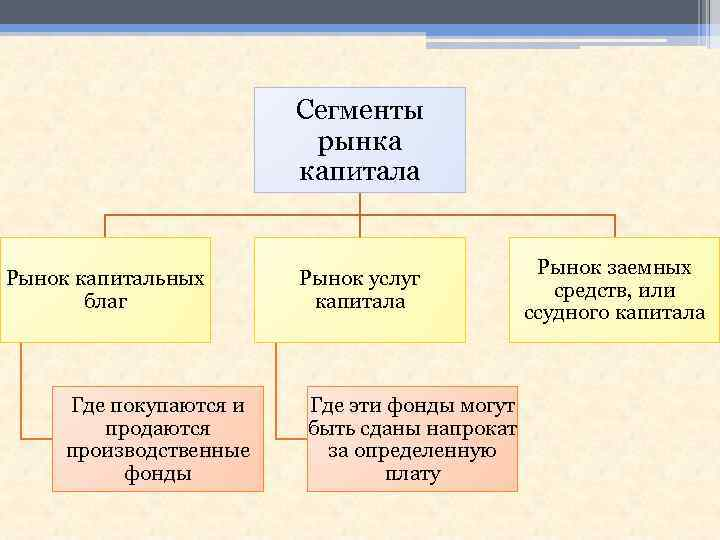 Сегменты
рынка
капитала
Рынок капитальных
благ
Рынок услуг
капитала
Рынок заемных
средств, или
ссудного капитала
Где покупаются и
продаются
производственные
фонды
Где эти фонды могут
быть сданы напрокат
за определенную
плату